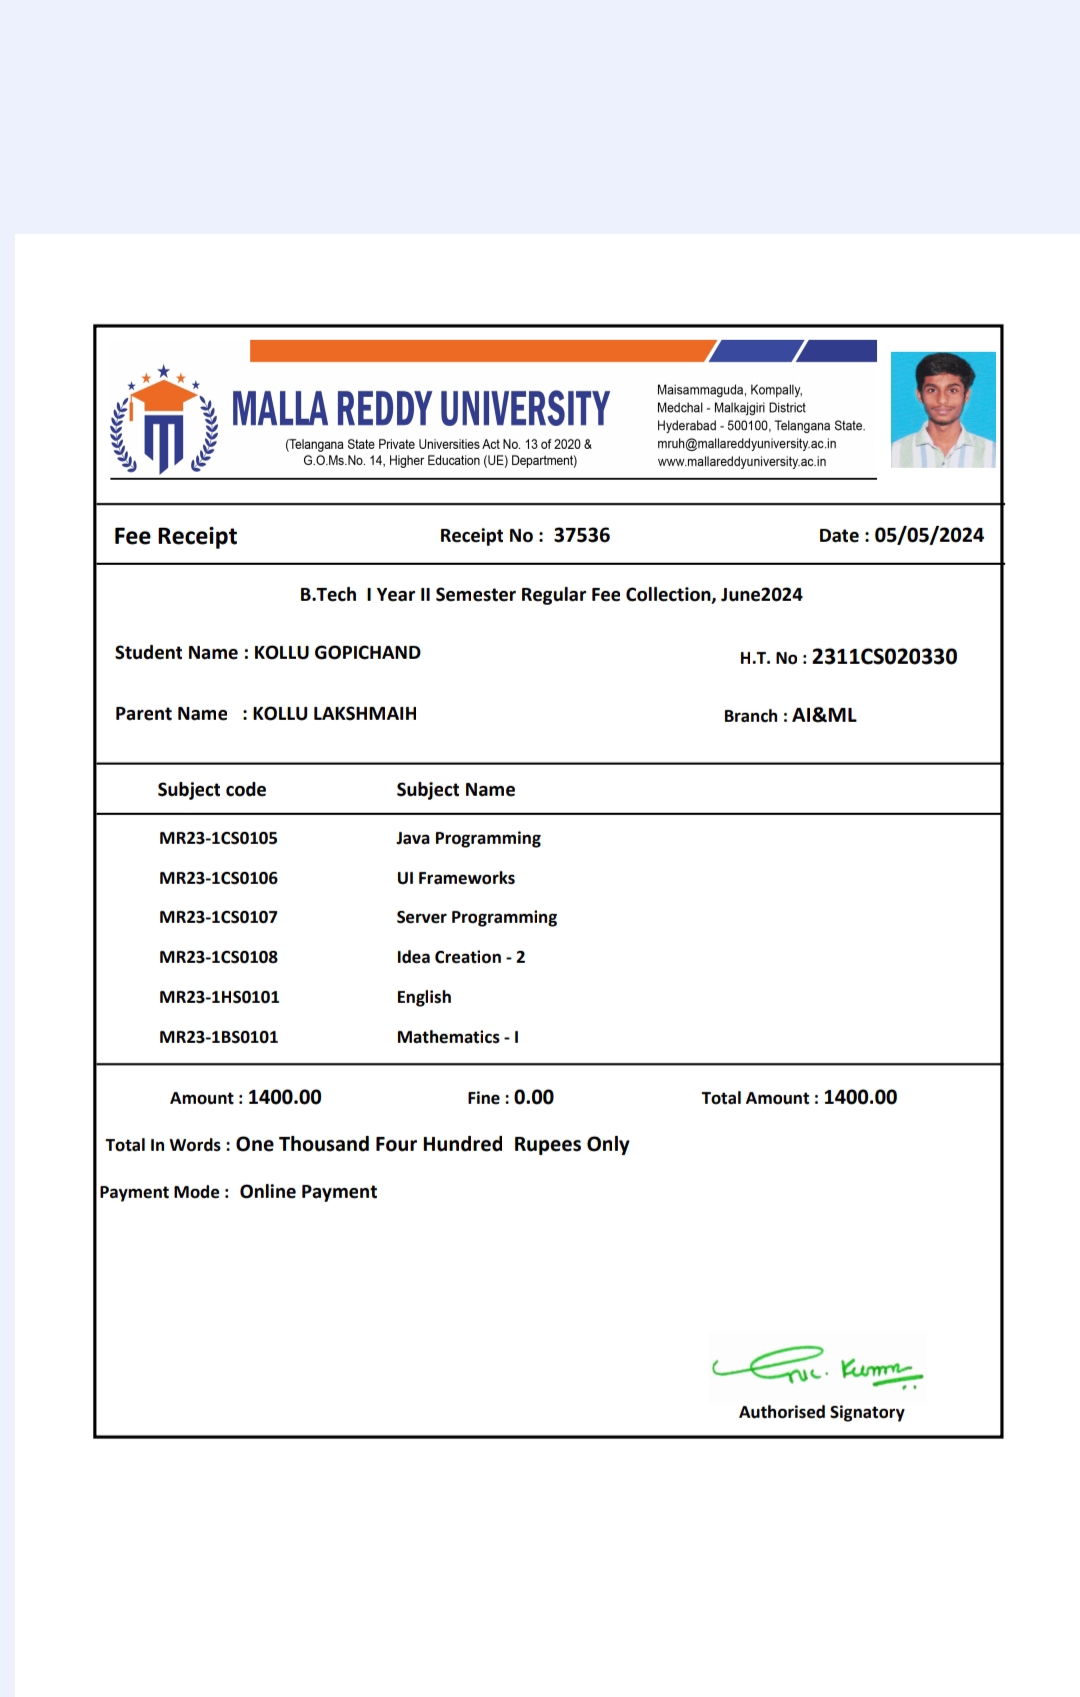 MALLA REDDY UNIVERSITY
(Telangana State Private Universities Act No. 13 of 2020 &
G.O.Ms.No. 14, Higher Education (UE) Department)
Maisammaguda, Kompally,
Medchal - Malkajgiri District
Hyderabad - 500100, Telangana State.
mruh@mallareddyuniversity.ac.in
www.mallareddyuniversity.ac.in
Fee Receipt Receipt No : 37536 Date : 05/05/2024
B.Tech I Year II Semester Regular Fee Collection, June2024
Student Name : KOLLU GOPICHAND H.T. No : 2311CS020330
Parent Name : KOLLU LAKSHMAIH Branch : AI&ML
Subject code Subject Name
MR23-1CS0105 Java Programming
MR23-1CS0106 UI Frameworks
MR23-1CS0107 Server Programming
MR23-1CS0108 Idea Creation - 2
MR23-1HS0101 English
MR23-1BS0101 Mathematics - I
Amount : 1400.00 Fine : 0.00 Total Amount : 1400.00
Total In Words : One Thousand Four Hundred Rupees Only
Payment Mode : Online Payment
Kumar
Authorised Signatory